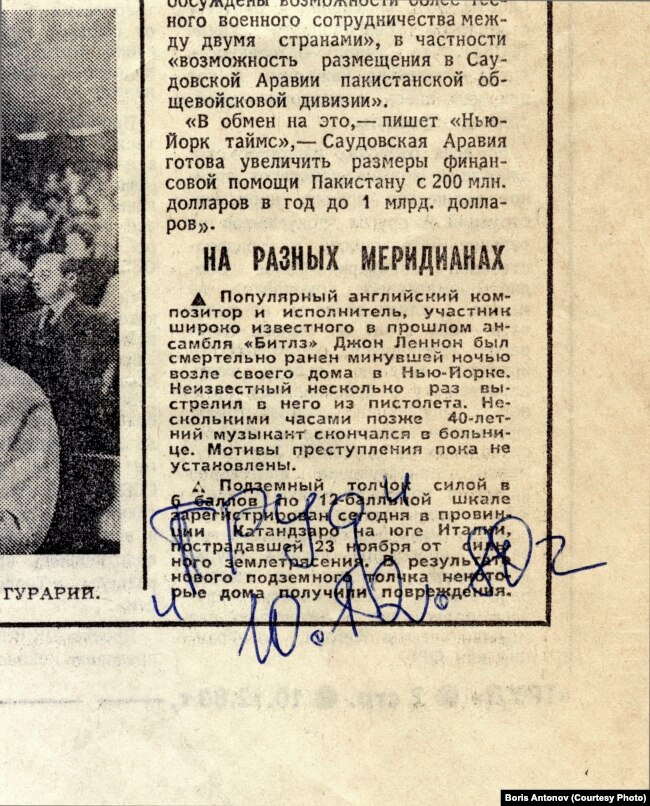 обсуждены возможности более тес-
ного военного сотрудничества меж-
ду двумя странами», в частности
«возможность размещения в Сау-
довской Аравии пакистанской об-
щевойсковой дивизии».
«В обмен на это,— пишет «Нью-
Йорк таймс»,— Саудовская Аравия
готова увеличить размеры финан-
совой помощи Пакистану с 200 млн.
долларов в год до 1 млрд. долла-
ров».
НА РАЗНЫХ МЕРИДИАНАХ
Популярный английский ком-
позитор и исполнитель, участник
широко известного в прошлом ан-
самбля «Битлз» Джон Леннон был
смертельно ранен минувшей ночью
возле своего дома в Нью-Йорке.
Неизвестный несколько раз вы-
стрелил в него из пистолета. Не-
сколькими часами позже 40-лет-
ний музыкант скончался в больни-
це. Мотивы преступления пока не
установлены.
Подземный толчок силой в
6 баллов по 12-балльной шкале
зарегистрирован сегодня в провин-
ции Катандзаро на юге Италии,
пострадавшей 23 ноября от силь-
ного землетрясения. В результате
нового подземного толчка некото-
рые дома получили повреждения.
ГУРАРИЙ.
"Труд"
10.12.80г
«ТРУД» 2 стр. 10.12.80 г.
Boris Antonov (Courtesy Photo)